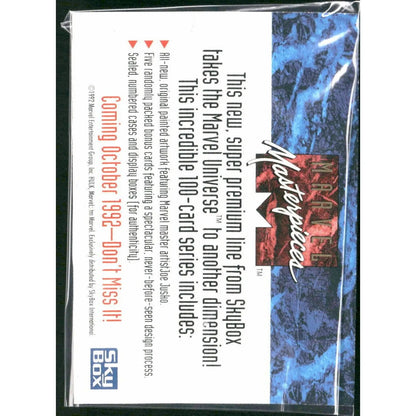 MARVEL
Masterpieces™
This new, super premium line from SkyBox
takes the Marvel Universe™ to another dimension!
This incredible 100-card series includes:
▶ All-new, original painted artwork featuring Marvel master artist Joe Jusko.
▶ Five randomly packed bonus cards featuring a spectacular, never-before-seen design process.
▶ Sealed, numbered cases and display boxes (for authenticity).
Coming October 1992—Don't Miss It!
©1992 Marvel Entertainment Group, Inc. HULK, Marvel: tm Marvel. Exclusively
distributed by SkyBox International.
SKY
BOX